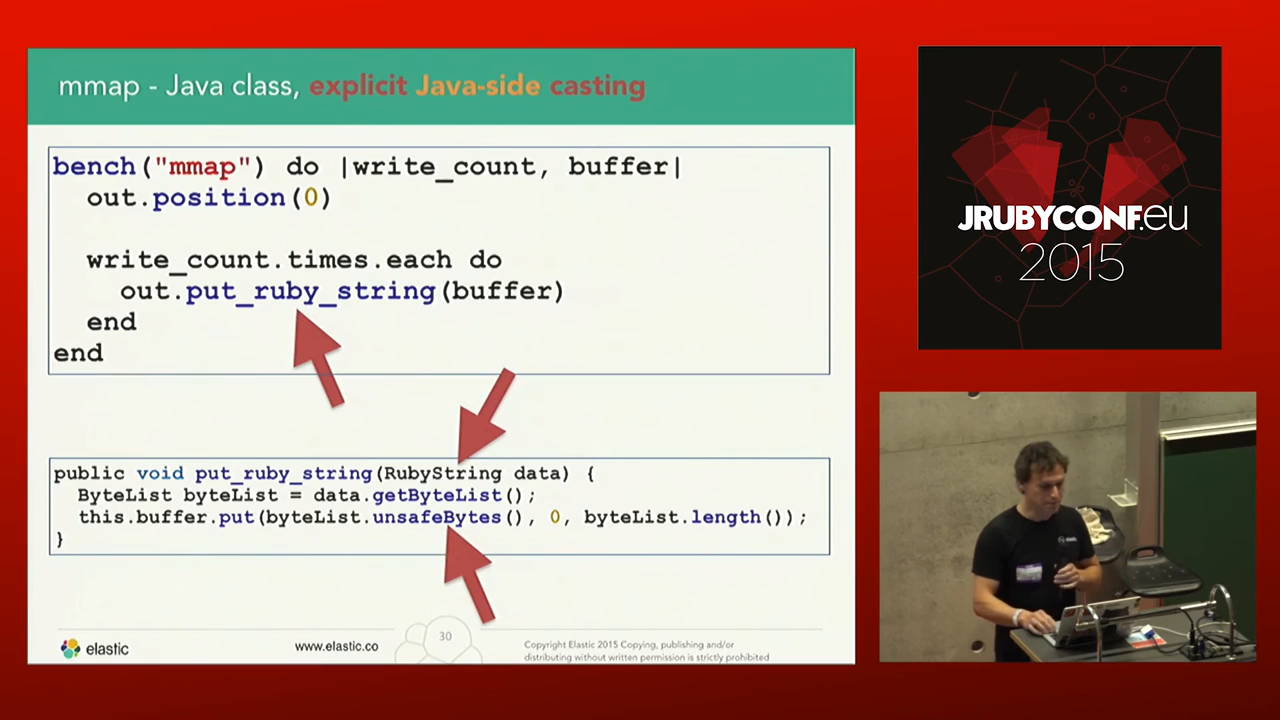 mmap - Java class, explicit Java-side casting
bench("mmap") do |write_count, buffer|
out.position(0)
write_count.times.each do
out.put_ruby_string(buffer)
end
end
public void put_ruby_string(RubyString data) {
ByteList byteList = data.getByteList();
this.buffer.put(byteList.unsafeBytes(), 0, byteList.length());
}
elastic
www.elastic.co
30
Copyright Elastic 2015 Copying, publishing and/or
distributing without written permission is strictly prohibited
JRUBYCONF.EU
2015